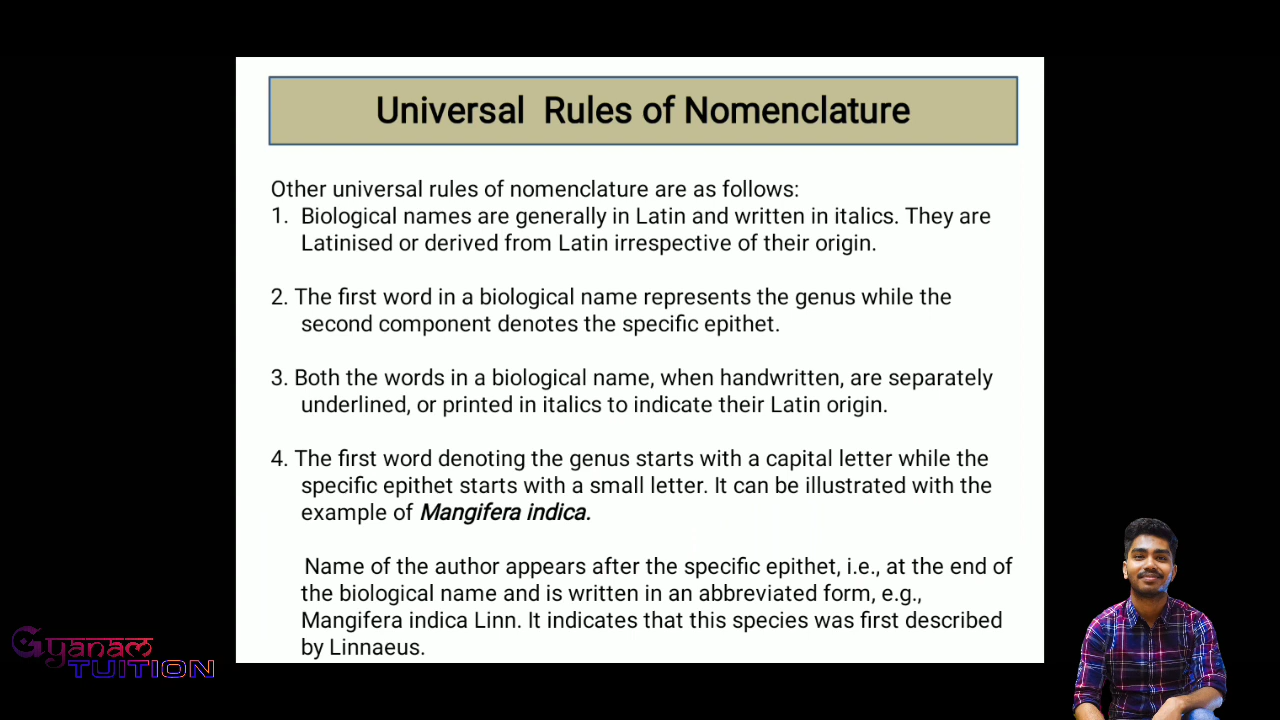 Universal Rules of Nomenclature
Other universal rules of nomenclature are as follows:
1. Biological names are generally in Latin and written in italics. They are
Latinised or derived from Latin irrespective of their origin.
2. The first word in a biological name represents the genus while the
second component denotes the specific epithet.
3. Both the words in a biological name, when handwritten, are separately
underlined, or printed in italics to indicate their Latin origin.
4. The first word denoting the genus starts with a capital letter while the
specific epithet starts with a small letter. It can be illustrated with the
example of Mangifera indica.
Name of the author appears after the specific epithet, i.e., at the end of
the biological name and is written in an abbreviated form, e.g.,
Mangifera indica Linn. It indicates that this species was first described
by Linnaeus.
Gyanam
TUITION